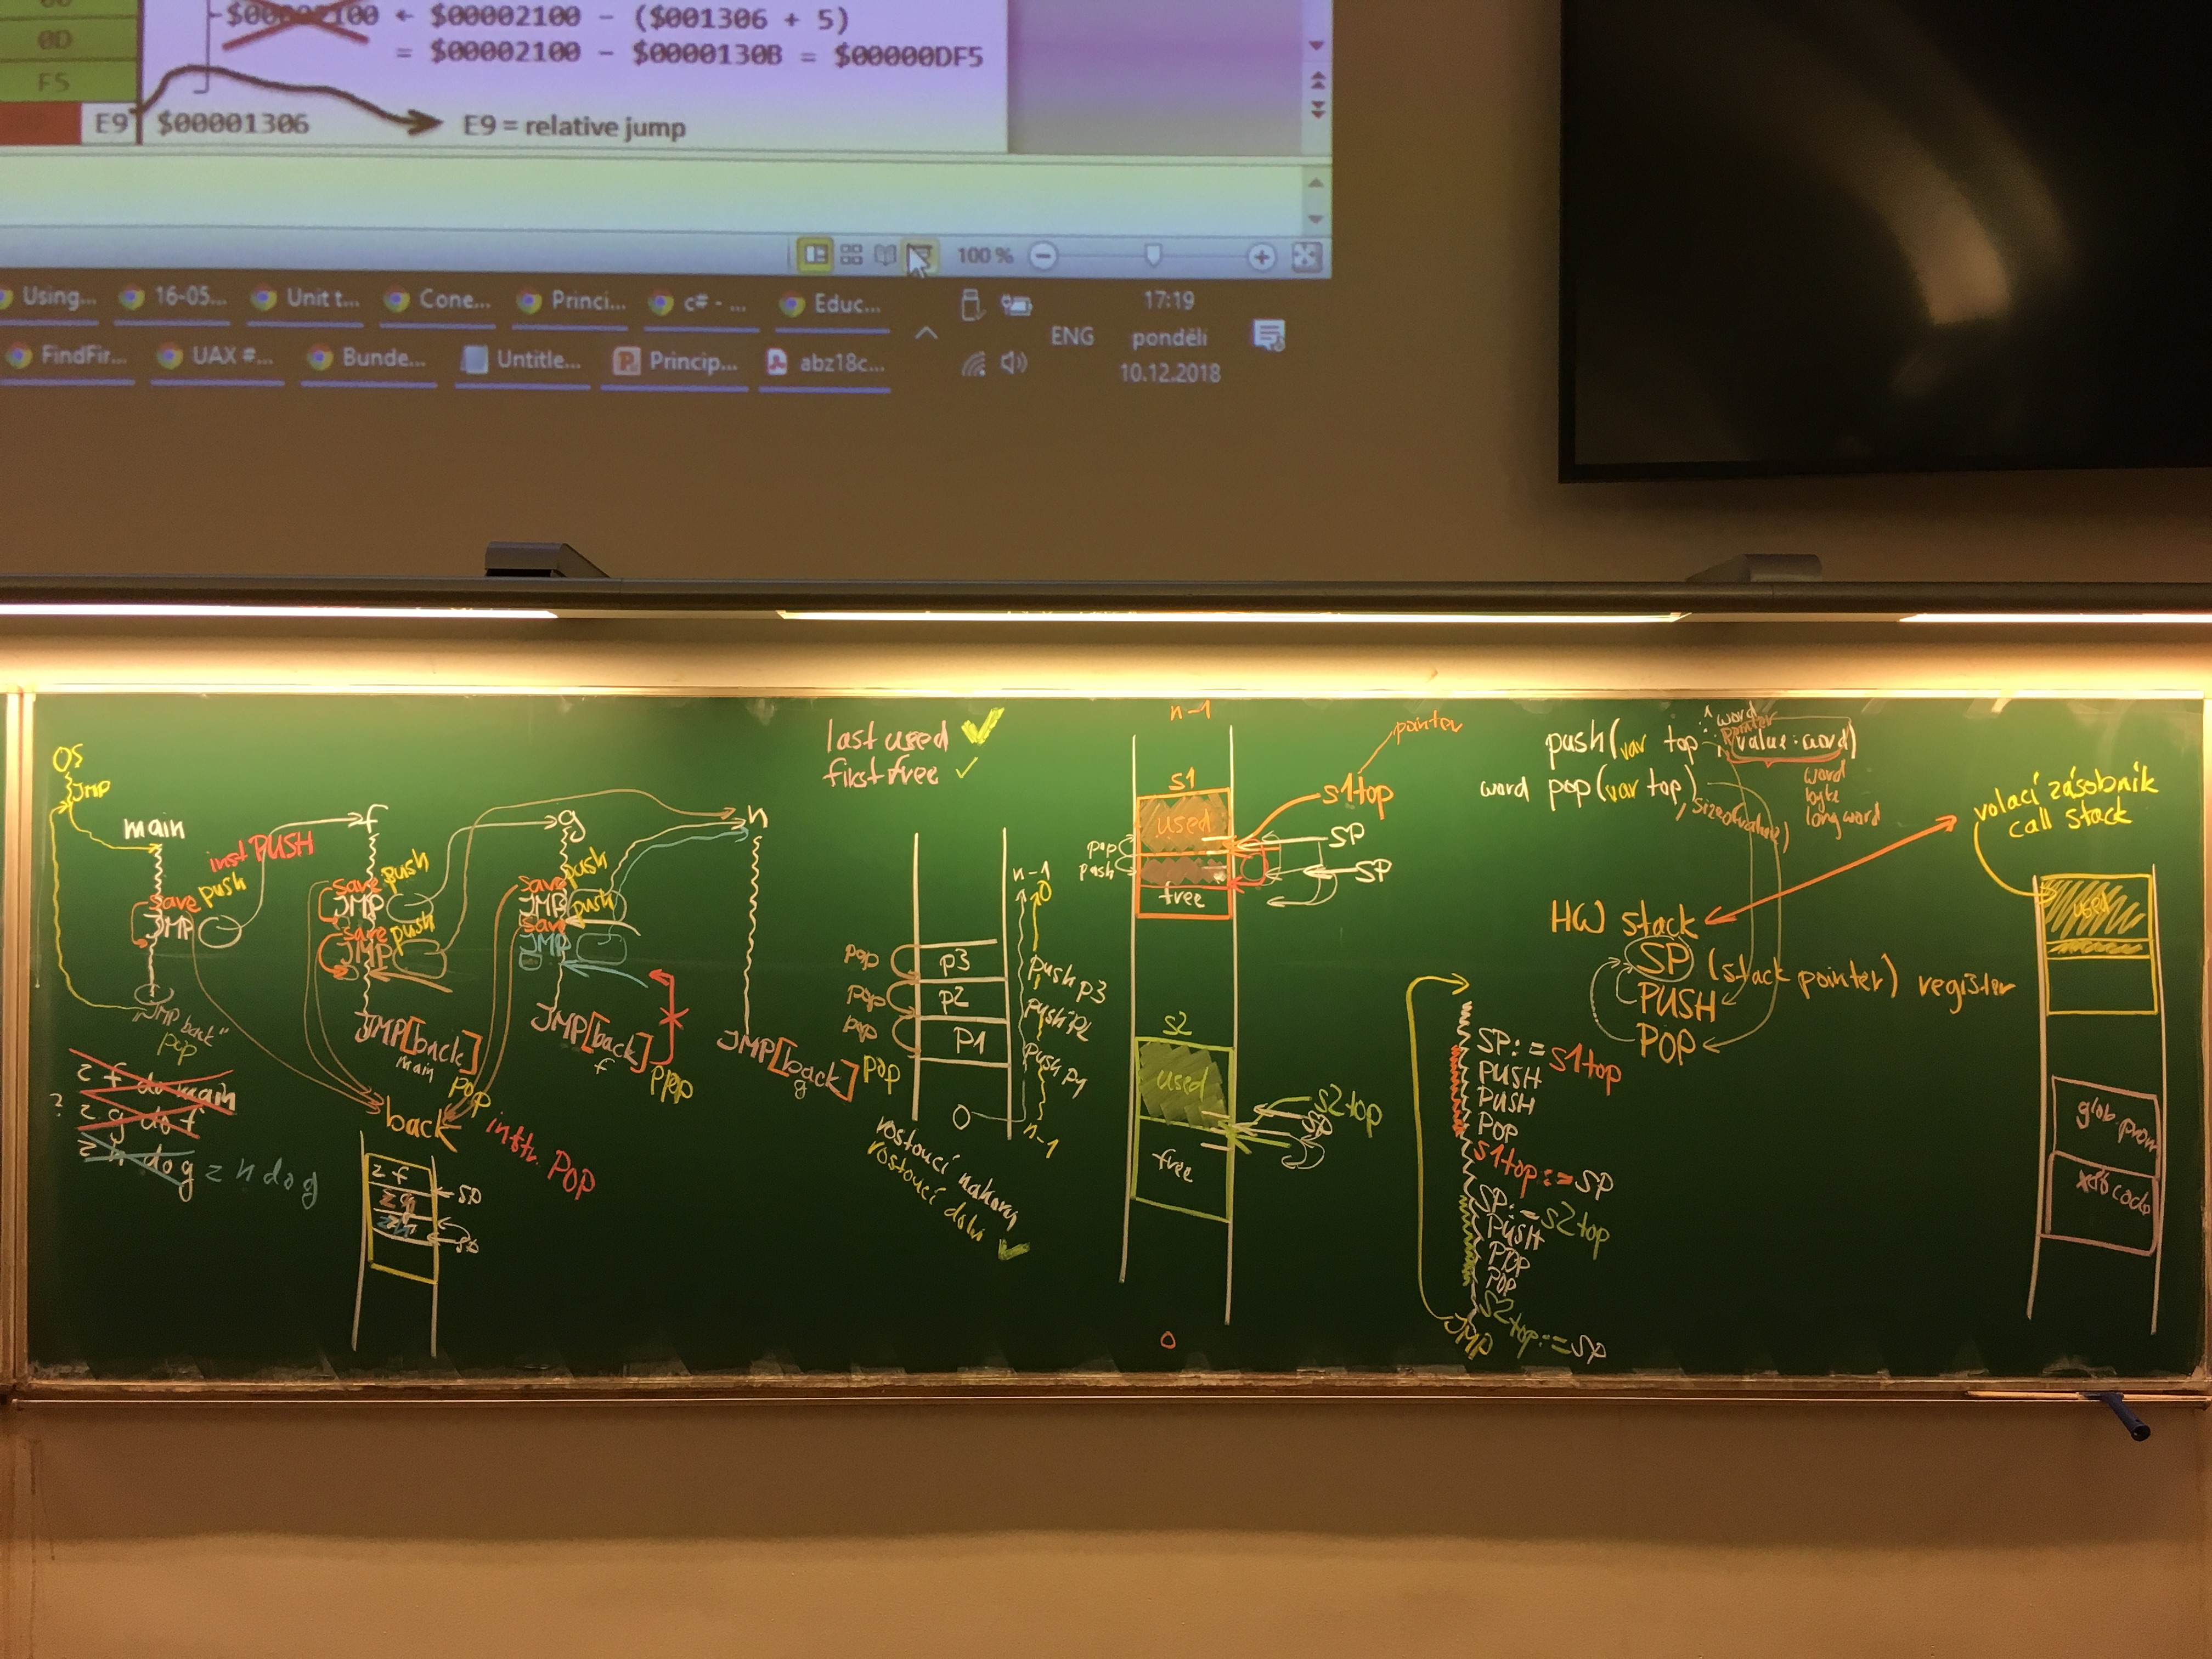 $00002100 ← $00002100 - ($001306 + 5)
0D
= $00002100 - $0000130B = $00000DF5
F5
E9 $00001306
E9 = relative jump
100 %
Using... 16-05... Unit t... Cone... Princi... c# - ... Educ...
FindFir... UAX #... Bunde... Untitle... Princip... abz18c...
ENG
17:19
pondělí
10.12.2018
OS
JMP
main
inst PUSH
push
save
JMP
"JMP back"
pop
z f do main
? z g do f
z h do g z h do g
f
save push
JMP
save push
JMP
JMP[back]
main
pop
back
instr. POP
z f
z g
z h
SP
SP
g
save push
JMP push
save
JMP
JMP[back]
f
pop
h
JMP[back]
g
pop
last used
first free
pop p3
pop p2
pop p1
0
n-1
0
push p3
push p2
push p1
n-1
rostoucí nahoru
rostoucí dolů
n-1
s1
used
pop
push
free
pointer
s1top
SP
SP
s2
used
free
s2top
SP
0
push(var top : word pointer, value: word)
word pop(var top)
, sizeof(value)
word
byte
longword
HW stack
SP (stack pointer) register
PUSH
POP
SP := s1top
PUSH
PUSH
POP
s1top := SP
SP := s2top
PUSH
POP
POP
s2top := SP
JMP
volací zásobník
call stack
used
glob. prom